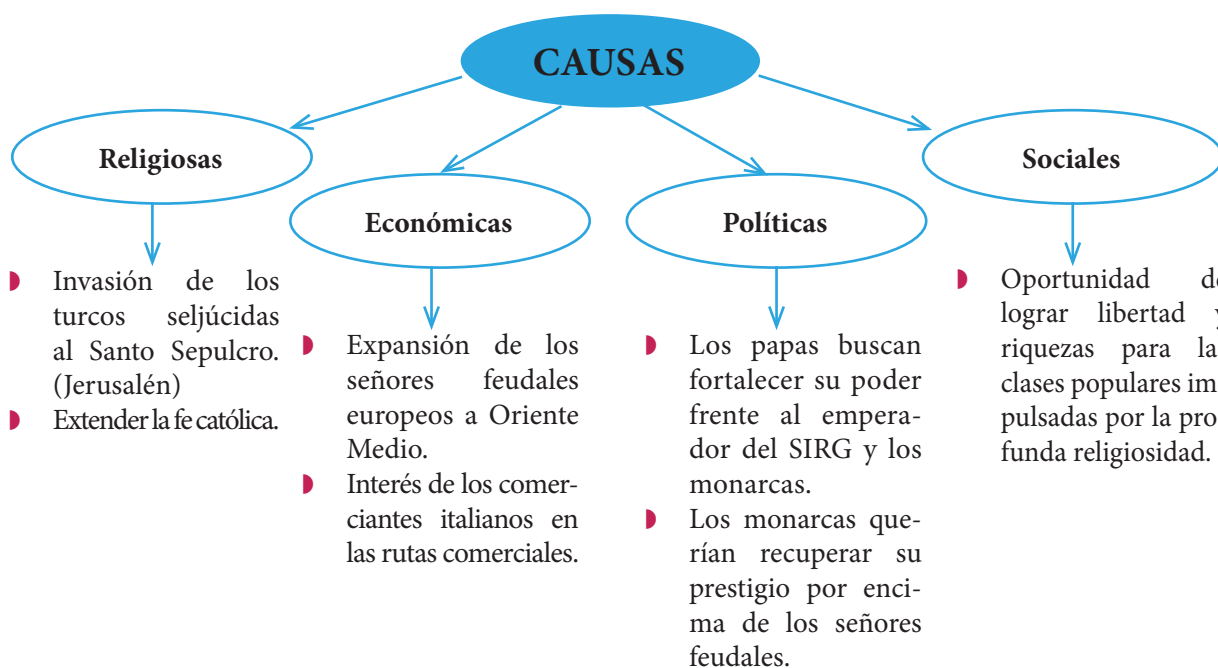 CAUSAS
Religiosas
Invasión de los
turcos seljúcidas
al Santo Sepulcro.
(Jerusalén)
Extender la fe católica.
Económicas
Expansión de los
señores feudales
europeos a Oriente
Medio.
Interés de los comer-
ciantes italianos en
las rutas comerciales.
Políticas
Los papas buscan
fortalecer su poder
frente al empera-
dor del SIRG y los
monarcas.
Los monarcas que-
rían recuperar su
prestigio por enci-
ma de los señores
feudales.
Sociales
Oportunidad de
lograr libertad y
riquezas para la
clases populares im
pulsadas por la pro
funda religiosidad.